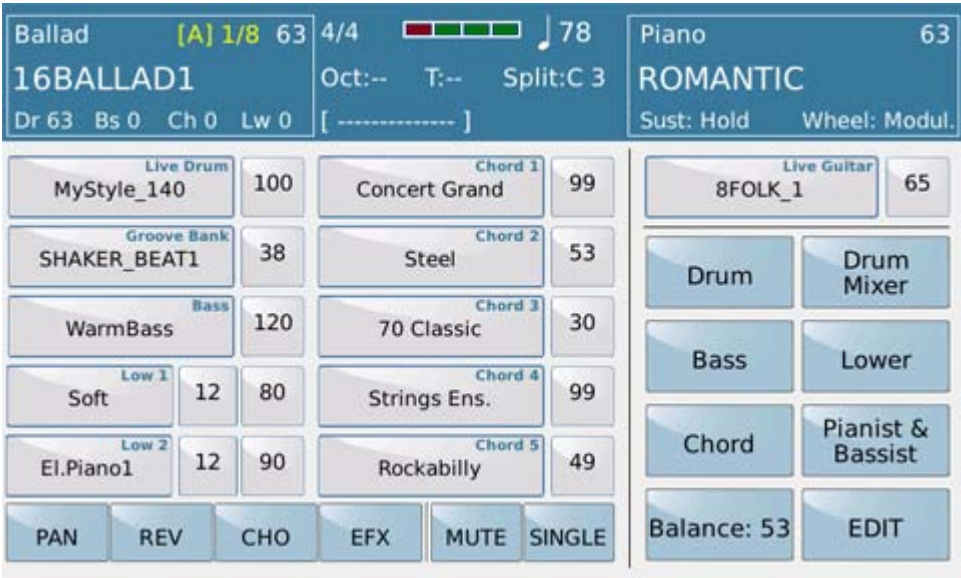 Ballad [A] 1/8 63
16BALLAD1
Dr 63 Bs 0 Ch 0 Lw 0
4/4 78
Oct:-- T:-- Split:C 3
[ -------------- ]
Piano 63
ROMANTIC
Sust: Hold Wheel: Modul.
Live Drum
MyStyle_140 100
Groove Bank
SHAKER_BEAT1 38
Bass
WarmBass 120
Low 1
Soft 12 80
Low 2
El.Piano1 12 90
Chord 1
Concert Grand 99
Chord 2
Steel 53
Chord 3
70 Classic 30
Chord 4
Strings Ens. 99
Chord 5
Rockabilly 49
Live Guitar
8FOLK_1 65
Drum
Drum
Mixer
Bass
Lower
Chord
Pianist &
Bassist
Balance: 53
EDIT
PAN REV CHO EFX MUTE SINGLE